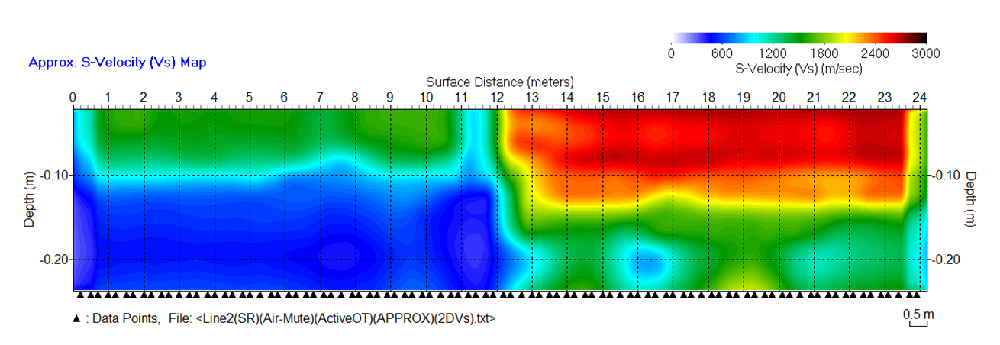 0 600 1200 1800 2400 3000
S-Velocity (Vs) (m/sec)
Approx. S-Velocity (Vs) Map
Surface Distance (meters)
0 1 2 3 4 5 6 7 8 9 10 11 12 13 14 15 16 17 18 19 20 21 22 23 24
Depth (m)
-0.10
-0.20
-0.10
-0.20
Depth (m)
▲ : Data Points, File: <Line2(SR)(Air-Mute)(ActiveOT)(APPROX)(2DVs).txt>
0.5 m